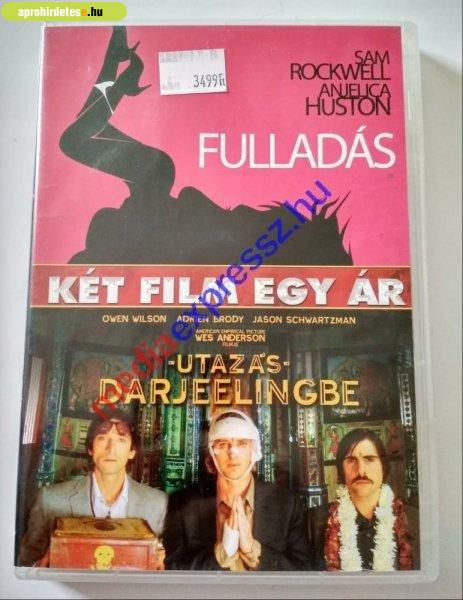 aprohirdetese.hu
3499Ft
SAM
ROCKWELL
ANJELICA
HUSTON
FULLADÁS
KÉT FILM EGY ÁR
OWEN WILSON ADRIEN BRODY JASON SCHWARTZMAN
AMERICAN EMPIRICAL PICTURE
WES ANDERSON
FILMJE
-UTAZÁS-
DARJEELINGBE
mediaexpressz.hu